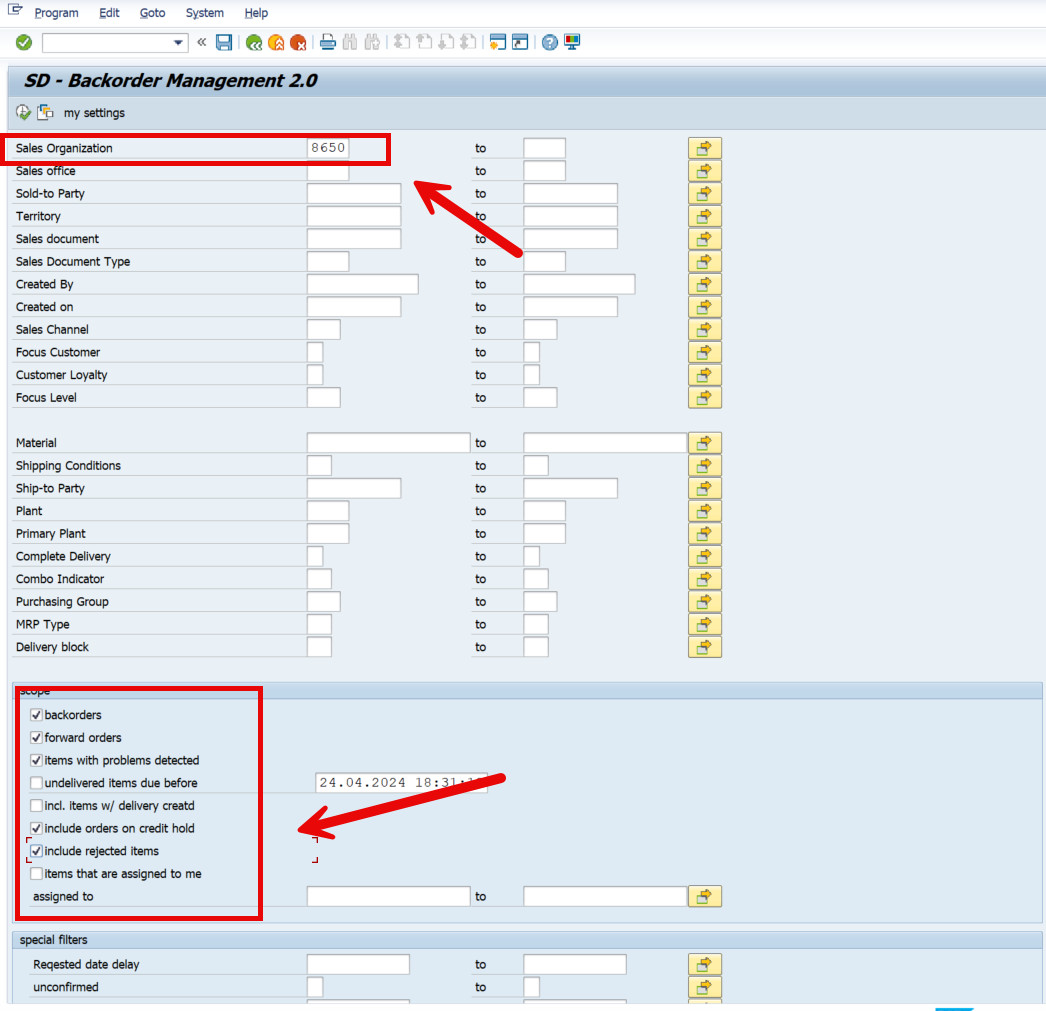 Program Edit Goto System Help
SD - Backorder Management 2.0
my settings
Sales Organization 8650 to
Sales office to
Sold-to Party to
Territory to
Sales document to
Sales Document Type to
Created By to
Created on to
Sales Channel to
Focus Customer to
Customer Loyalty to
Focus Level to
Material to
Shipping Conditions to
Ship-to Party to
Plant to
Primary Plant to
Complete Delivery to
Combo Indicator to
Purchasing Group to
MRP Type to
Delivery block to
scope
backorders
forward orders
items with problems detected
undelivered items due before 24.04.2024 18:31:
incl. items w/ delivery creatd
include orders on credit hold
include rejected items
items that are assigned to me
assigned to to
special filters
Reqested date delay to
unconfirmed to